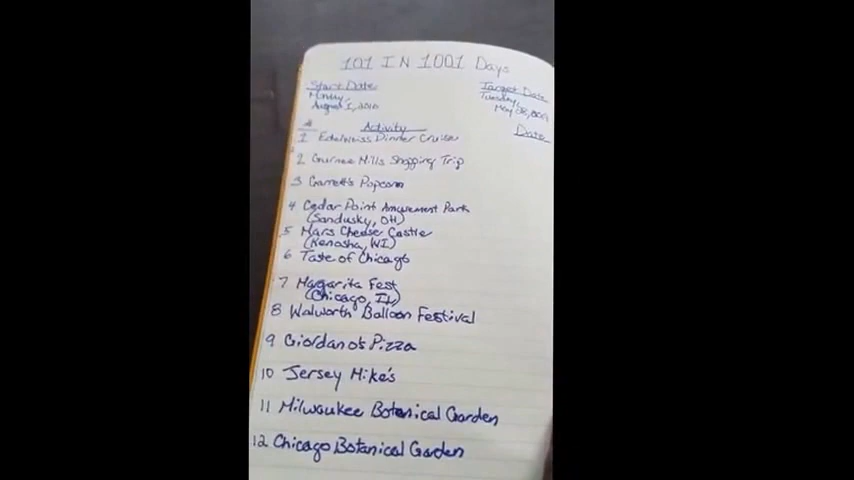 101 IN 1001 Days
Start Date
Monday,
August 1, 2016
Target Date
Tuesday,
May
# Activity
Date
1 Edelweiss Dinner Cruise
2 Gurnee Mills Shopping Trip
3 Garrett's Popcorn
4 Cedar Point Amusement Park
(Sandusky, OH)
5 Mars Cheese Castle
(Kenosha, WI)
6 Taste of Chicago
7 Margarita Fest
(Chicago, IL)
8 Walworth Balloon Festival
9 Giordano's Pizza
10 Jersey Mike's
11 Milwaukee Botanical Garden
12 Chicago Botanical Garden